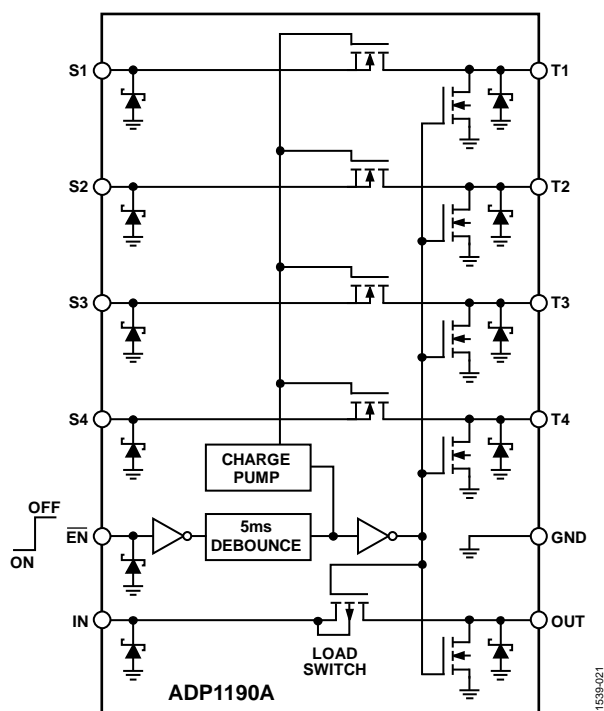 S1
T1
S2
T2
S3
T3
S4
T4
CHARGE
PUMP
OFF
ON
EN
5ms
DEBOUNCE
GND
IN
OUT
LOAD
SWITCH
ADP1190A
1539-021